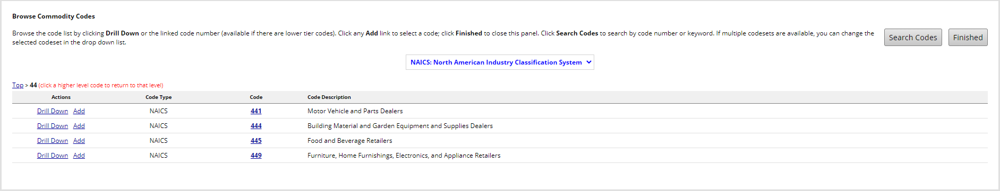 Browse Commodity Codes
Browse the code list by clicking Drill Down or the linked code number (available if there are lower tier codes). Click any Add link to select a code; click Finished to close this panel. Click Search Codes to search by code number or keyword. If multiple codesets are available, you can change the
selected codeset in the drop down list.
Search Codes Finished
NAICS: North American Industry Classification System
Top > 44 (click a higher level code to return to that level)
Actions Code Type Code Code Description
Drill Down Add NAICS 441 Motor Vehicle and Parts Dealers
Drill Down Add NAICS 444 Building Material and Garden Equipment and Supplies Dealers
Drill Down Add NAICS 445 Food and Beverage Retailers
Drill Down Add NAICS 449 Furniture, Home Furnishings, Electronics, and Appliance Retailers